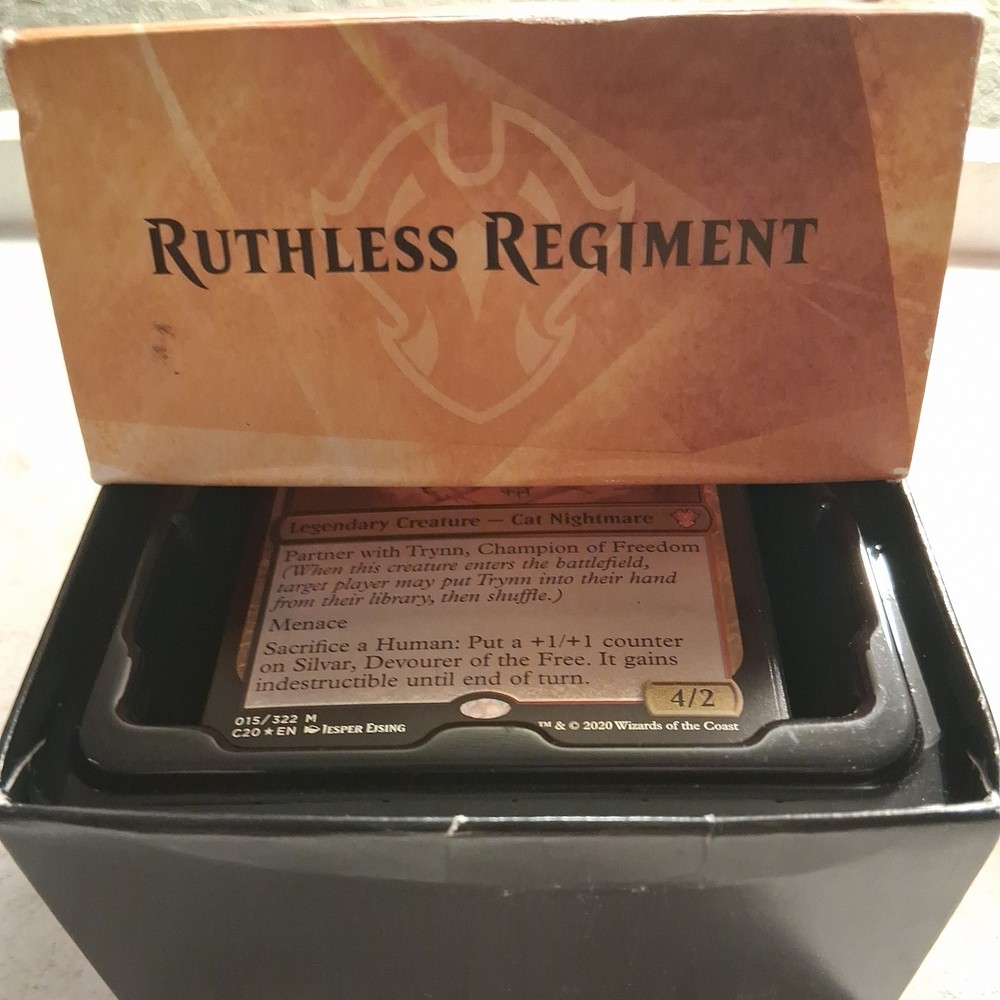 RUTHLESS REGIMENT
Legendary Creature — Cat Nightmare
Partner with Trynn, Champion of Freedom
(When this creature enters the battlefield,
target player may put Trynn into their hand
from their library, then shuffle.)
Menace
Sacrifice a Human: Put a +1/+1 counter
on Silvar, Devourer of the Free. It gains
indestructible until end of turn.
4/2
015/322 M
C20★EN JESPER EJSING
™ & © 2020 Wizards of the Coast